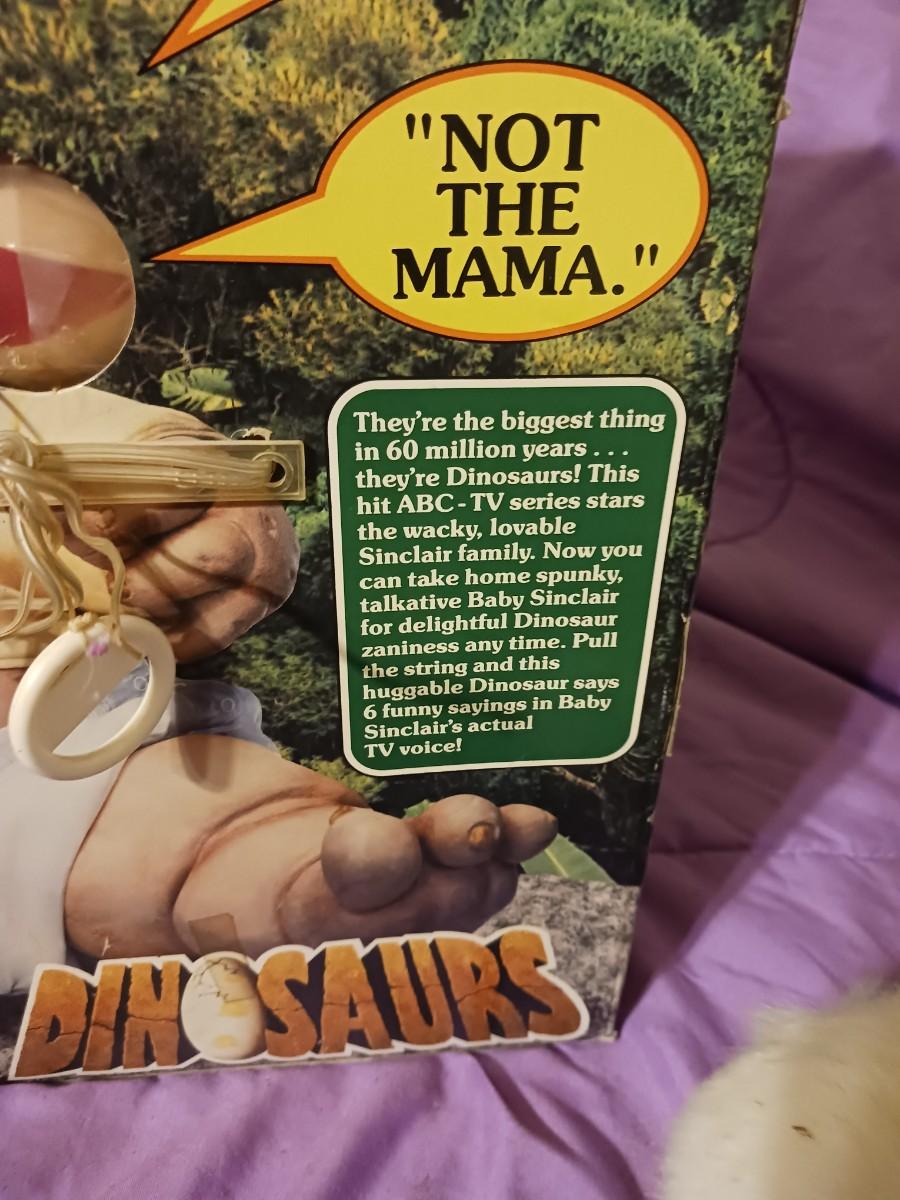 "NOT
THE
MAMA."
They're the biggest thing
in 60 million years . . .
they're Dinosaurs! This
hit ABC-TV series stars
the wacky, lovable
Sinclair family. Now you
can take home spunky,
talkative Baby Sinclair
for delightful Dinosaur
zaniness any time. Pull
the string and this
huggable Dinosaur says
6 funny sayings in Baby
Sinclair's actual
TV voice!
DINOSAURS